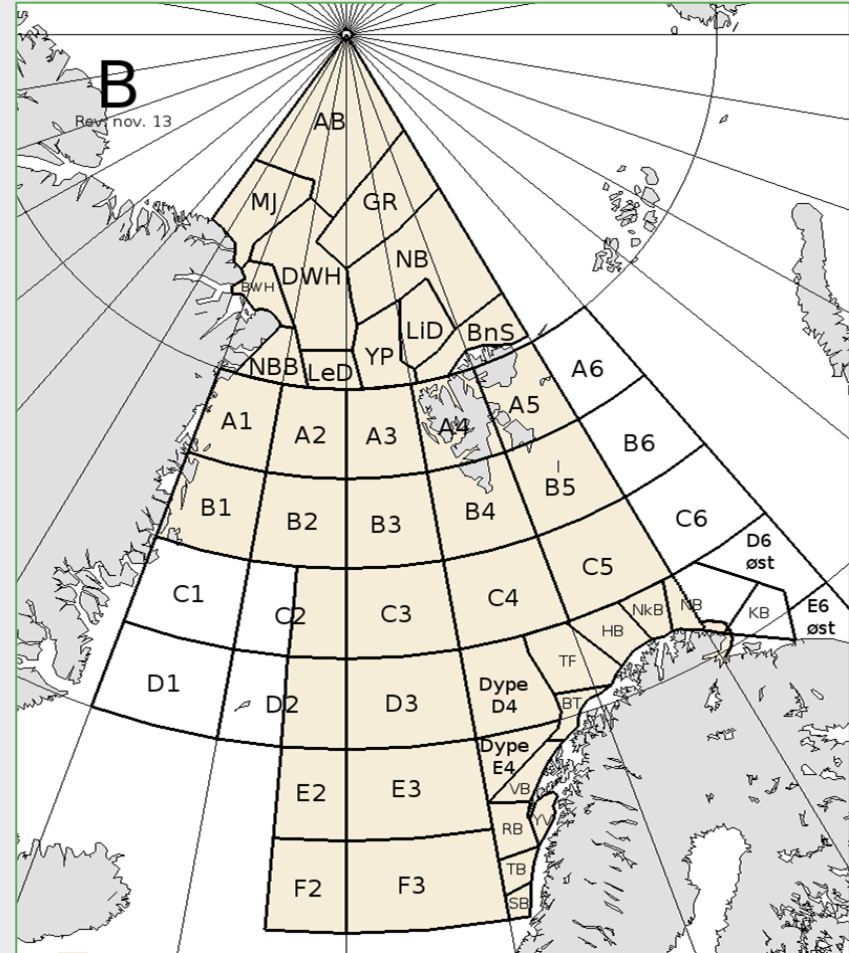 B
Rev. nov. 13
AB
MJ
GR
NB
DWH
BWH
LiD
BnS
YP
NBB
LeD
A1
A2
A3
A4
A5
A6
B1
B2
B3
B4
B5
B6
C1
C2
C3
C4
C5
C6
D6
øst
NkB
NB
KB
E6
øst
HB
TF
D1
D2
D3
Dype
D4
BT
Dype
E4
E2
E3
VB
RB
YV
TB
F2
F3
SB